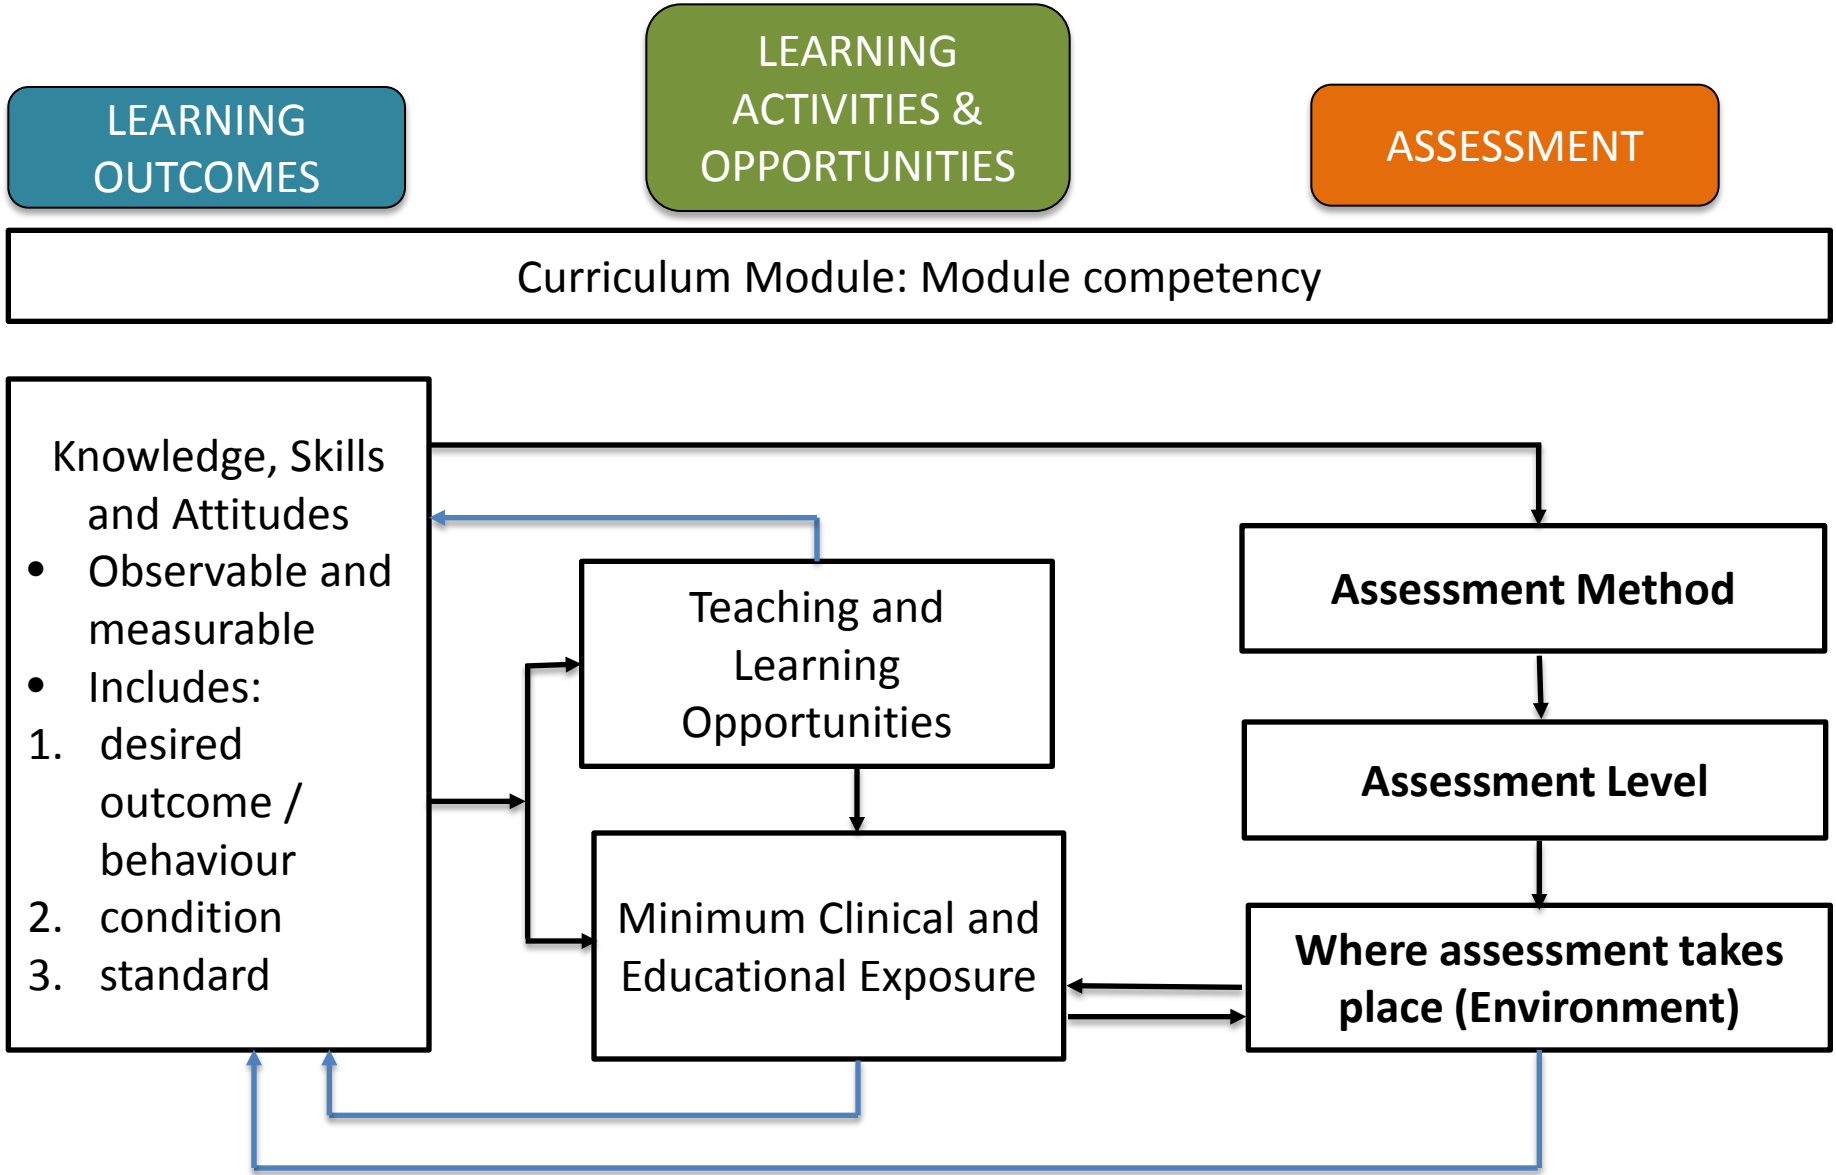 LEARNING
OUTCOMES
LEARNING
ACTIVITIES &
OPPORTUNITIES
ASSESSMENT
Curriculum Module: Module competency
Knowledge, Skills
and Attitudes
• Observable and
measurable
• Includes:
1. desired
outcome /
behaviour
2. condition
3. standard
Teaching and
Learning
Opportunities
Minimum Clinical and
Educational Exposure
Assessment Method
Assessment Level
Where assessment takes
place (Environment)